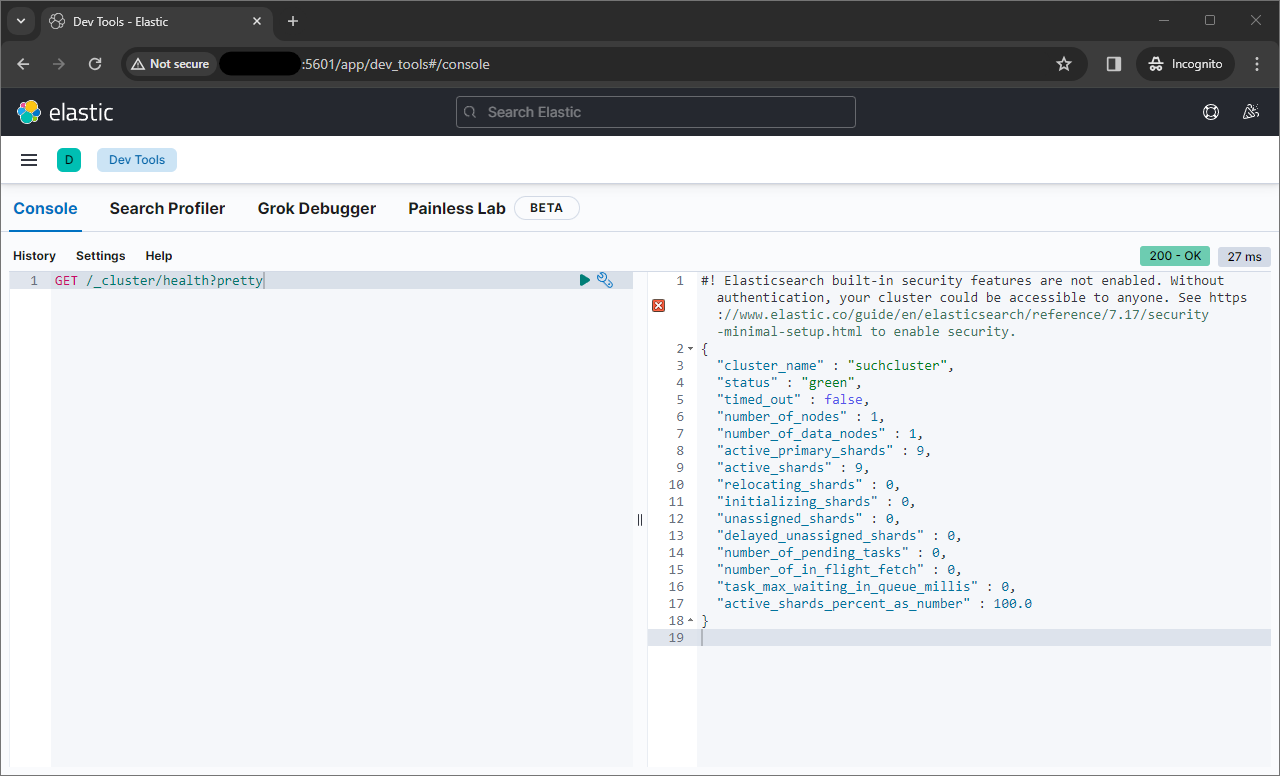 Dev Tools - Elastic
Not secure :5601/app/dev_tools#/console Incognito
elastic Search Elastic
D Dev Tools
Console Search Profiler Grok Debugger Painless Lab BETA
History Settings Help 200 - OK 27 ms
1 GET /_cluster/health?pretty
1 #! Elasticsearch built-in security features are not enabled. Without
authentication, your cluster could be accessible to anyone. See https
://www.elastic.co/guide/en/elasticsearch/reference/7.17/security
-minimal-setup.html to enable security.
2 {
3 "cluster_name" : "suchcluster",
4 "status" : "green",
5 "timed_out" : false,
6 "number_of_nodes" : 1,
7 "number_of_data_nodes" : 1,
8 "active_primary_shards" : 9,
9 "active_shards" : 9,
10 "relocating_shards" : 0,
11 "initializing_shards" : 0,
12 "unassigned_shards" : 0,
13 "delayed_unassigned_shards" : 0,
14 "number_of_pending_tasks" : 0,
15 "number_of_in_flight_fetch" : 0,
16 "task_max_waiting_in_queue_millis" : 0,
17 "active_shards_percent_as_number" : 100.0
18 }
19